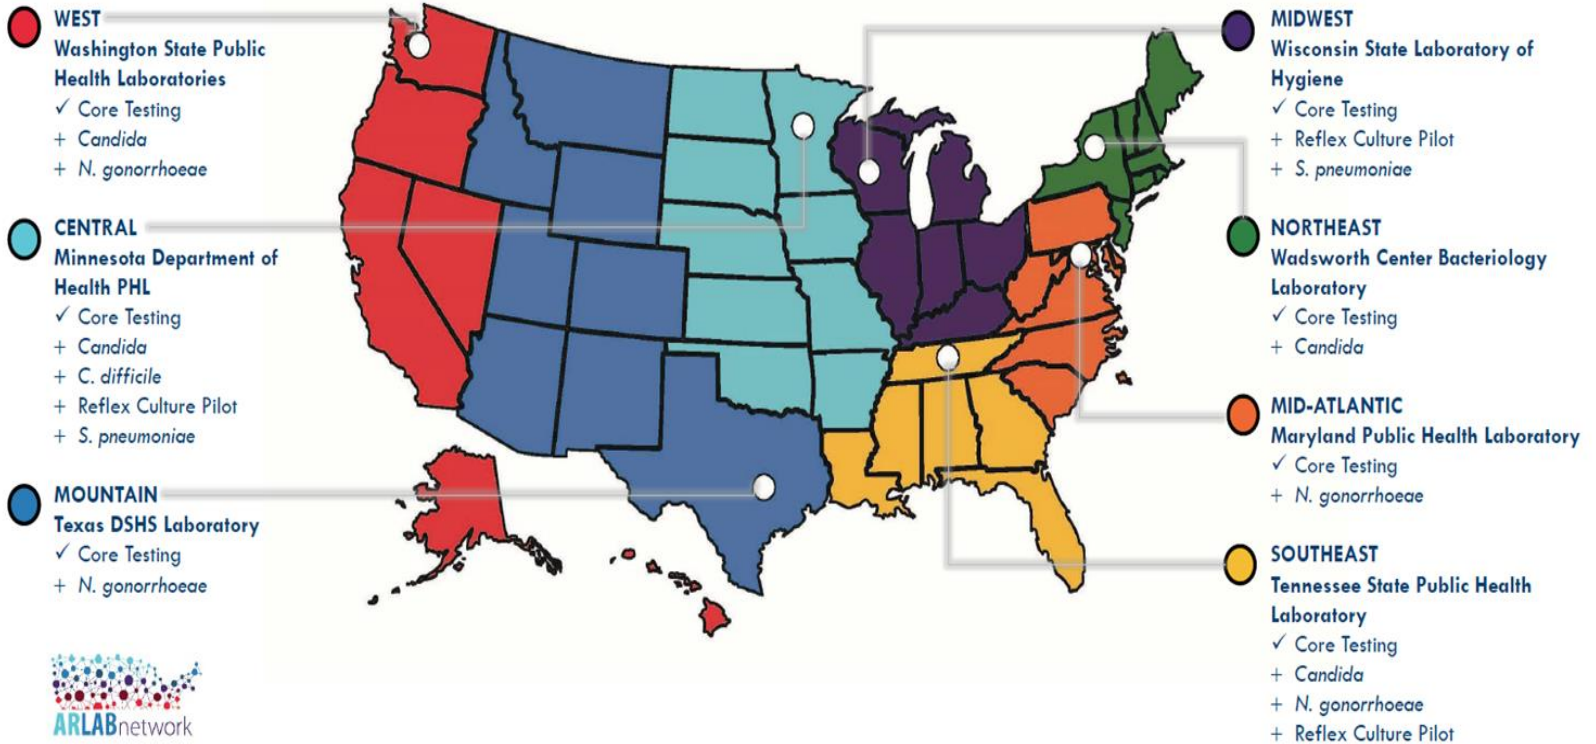 WEST
Washington State Public
Health Laboratories
✓ Core Testing
+ Candida
+ N. gonorrhoeae
CENTRAL
Minnesota Department of
Health PHL
✓ Core Testing
+ Candida
+ C. difficile
+ Reflex Culture Pilot
+ S. pneumoniae
MOUNTAIN
Texas DSHS Laboratory
✓ Core Testing
+ N. gonorrhoeae
ARLABnetwork
MIDWEST
Wisconsin State Laboratory of
Hygiene
✓ Core Testing
+ Reflex Culture Pilot
+ S. pneumoniae
NORTHEAST
Wadsworth Center Bacteriology
Laboratory
✓ Core Testing
+ Candida
MID-ATLANTIC
Maryland Public Health Laboratory
✓ Core Testing
+ N. gonorrhoeae
SOUTHEAST
Tennessee State Public Health
Laboratory
✓ Core Testing
+ Candida
+ N. gonorrhoeae
+ Reflex Culture Pilot